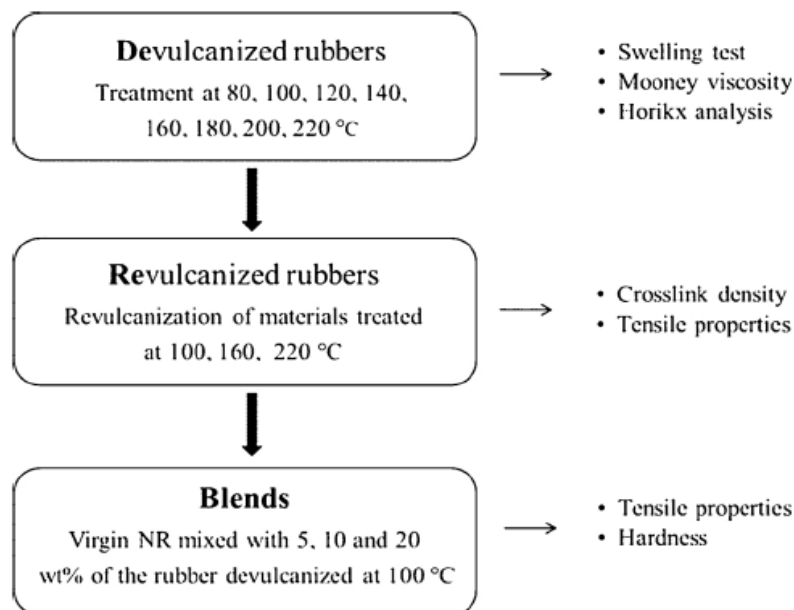 Devulcanized rubbers
Treatment at 80, 100, 120, 140,
160, 180, 200, 220 °C
• Swelling test
• Mooney viscosity
• Horikx analysis
Revulcanized rubbers
Revulcanization of materials treated
at 100, 160, 220 °C
• Crosslink density
• Tensile properties
Blends
Virgin NR mixed with 5, 10 and 20
wt% of the rubber devulcanized at 100 °C
• Tensile properties
• Hardness